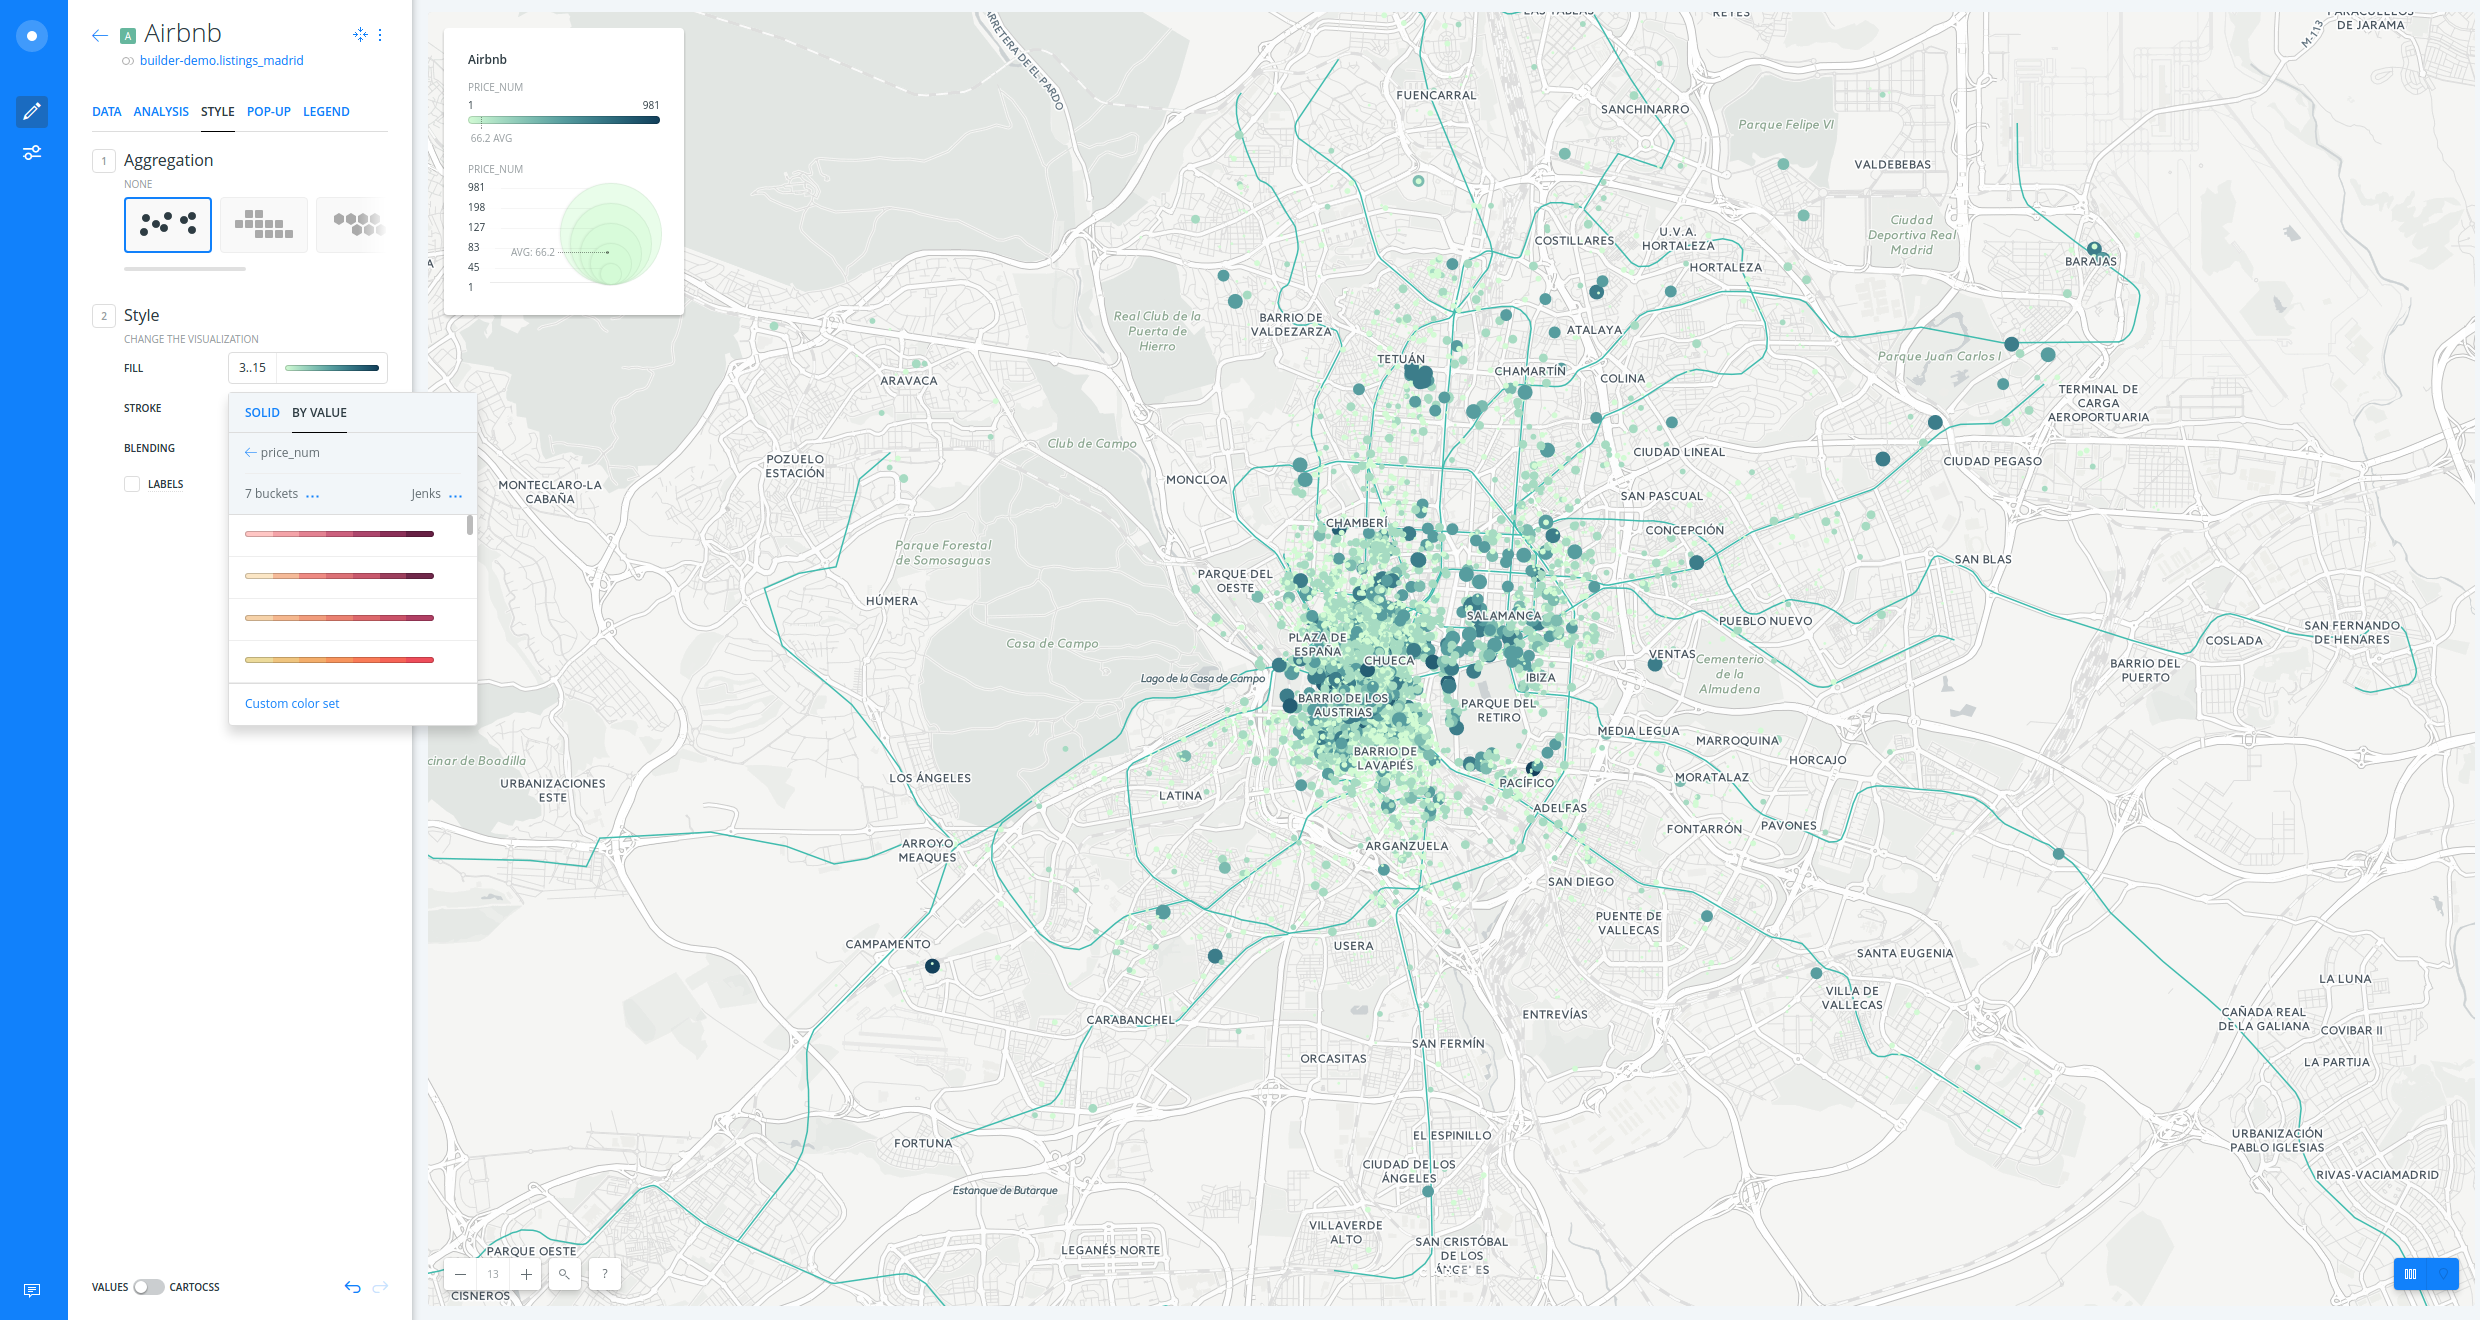 A Airbnb
builder-demo.listings_madrid
DATA ANALYSIS STYLE POP-UP LEGEND
1 Aggregation
NONE
2 Style
CHANGE THE VISUALIZATION
FILL 3..15
STROKE
BLENDING
LABELS
SOLID BY VALUE
price_num
7 buckets ... Jenks ...
Custom color set
VALUES CARTOCSS
Airbnb
PRICE_NUM
1 981
66.2 AVG
PRICE_NUM
981
198
127
83
AVG: 66.2
45
1
CARRETERA DE EL PARDO
REYES
PARACUELLOS
DE JARAMA
M-113
FUENCARRAL
SANCHINARRO
Parque Felipe VI
VALDEBEBAS
Ciudad
Deportiva Real
Madrid
COSTILLARES
U.V.A.
HORTALEZA
HORTALEZA
BARAJAS
Real Club de la
Puerta de
Hierro
BARRIO DE
VALDEZARZA
ATALAYA
TETUÁN
CHAMARTÍN
COLINA
Parque Juan Carlos I
ARAVACA
TERMINAL DE
CARGA
AEROPORTUARIA
Club de Campo
POZUELO
ESTACIÓN
MONCLOA
CIUDAD LINEAL
CIUDAD PEGASO
MONTECLARO-LA
CABAÑA
SAN PASCUAL
CHAMBERÍ
CONCEPCIÓN
Parque Forestal
de Somosaguas
PARQUE DEL
OESTE
SAN BLAS
HÚMERA
SALAMANCA
PUEBLO NUEVO
Casa de Campo
PLAZA DE
ESPAÑA
CHUECA
VENTAS
Cementerio
de la
Almudena
COSLADA
SAN FERNANDO
DE HENARES
BARRIO DEL
PUERTO
Lago de la Casa de Campo
IBIZA
BARRIO DE LOS
AUSTRIAS
PARQUE DEL
RETIRO
MEDIA LEGUA
MARROQUINA
BARRIO DE
LAVAPIÉS
HORCAJO
cinar de Boadilla
URBANIZACIONES
ESTE
LOS ÁNGELES
LATINA
PACÍFICO
MORATALAZ
ADELFAS
FONTARRÓN
PAVONES
ARROYO
MEAQUES
ARGANZUELA
SAN DIEGO
PUENTE DE
VALLECAS
CAMPAMENTO
USERA
SANTA EUGENIA
LA LUNA
VILLA DE
VALLECAS
CARABANCHEL
ENTREVÍAS
CAÑADA REAL
DE LA GALIANA
COVIBAR II
SAN FERMÍN
ORCASITAS
LA PARTIJA
FORTUNA
EL ESPINILLO
URBANIZACIÓN
PABLO IGLESIAS
CIUDAD DE LOS
ÁNGELES
RIVAS-VACIAMADRID
Estanque de Butarque
VILLAVERDE
ALTO
SAN CRISTÓBAL
DE LOS
ÁNGELES
PARQUE OESTE
LEGANÉS NORTE
CISNEROS
13
?